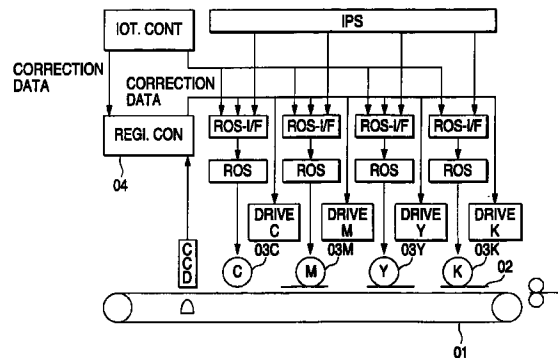 IOT. CONT
IPS
CORRECTION
DATA
CORRECTION
DATA
REGI. CON
04
ROS-I/F
ROS-I/F
ROS-I/F
ROS-I/F
ROS
ROS
ROS
ROS
DRIVE
C
DRIVE
M
DRIVE
Y
DRIVE
K
CCD
03C
03M
03Y
03K
02
C
M
Y
K
01